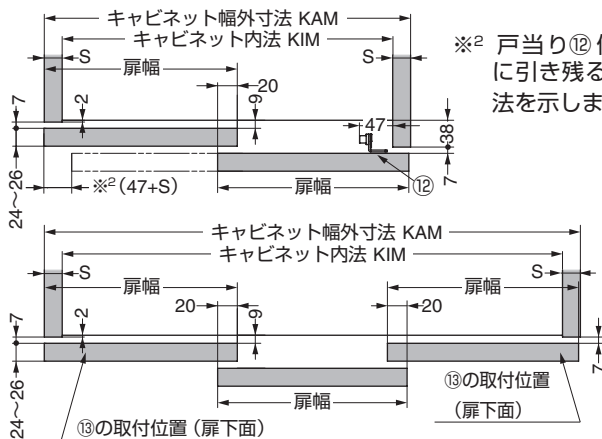 キャビネット幅外寸法 KAM
キャビネット内法 KIM
S
S
扉幅
20
7
2
9
47
38
24～26
※2 (47+S)
扉幅
⑫
7
※2 戸当り⑫
に引き残る
法を示しま
キャビネット幅外寸法 KAM
キャビネット内法 KIM
S
S
扉幅
扉幅
20
20
7
2
9
24～26
7
扉幅
⑬の取付位置 (扉下面)
⑬の取付位置
(扉下面)